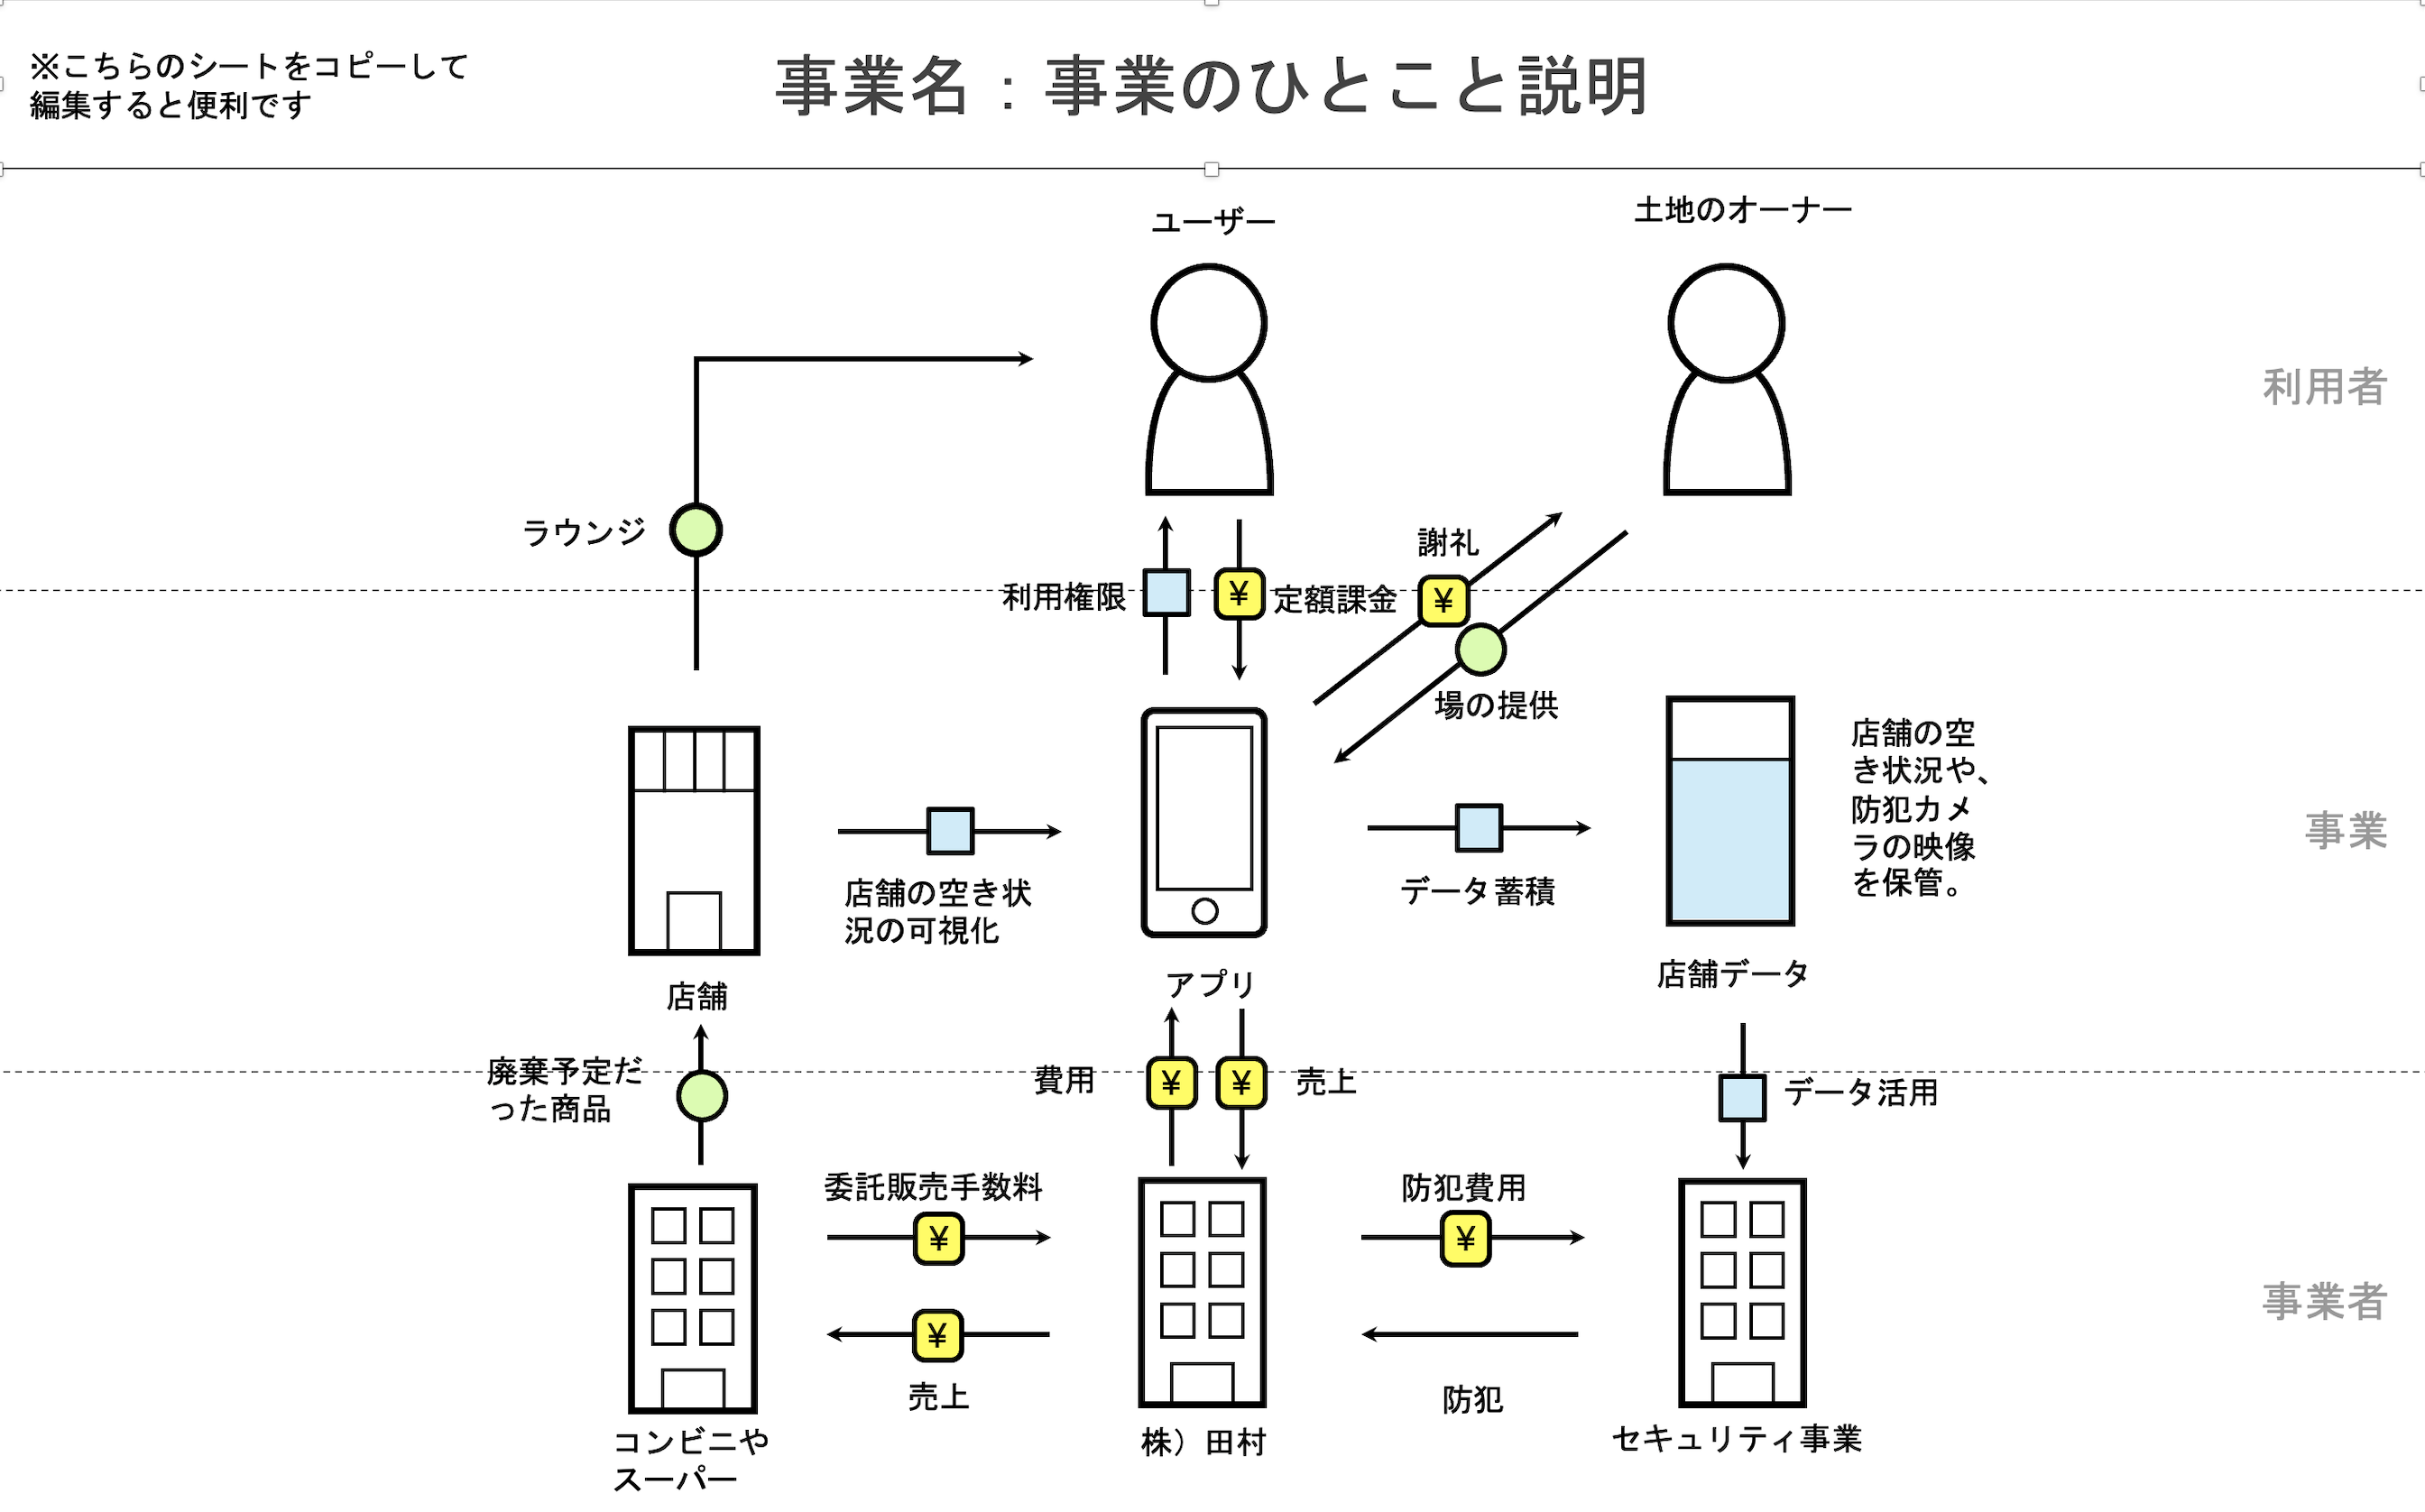 ※こちらのシートをコピーして
編集すると便利です
事業名：事業のひとこと説明
ユーザー
土地のオーナー
利用者
ラウンジ
謝礼
利用権限
¥
定額課金
¥
場の提供
店舗の空
き状況や、
防犯カメ
ラの映像
を保管。
事業
店舗の空き状
況の可視化
データ蓄積
店舗
アプリ
店舗データ
廃棄予定だ
った商品
費用
¥
¥
売上
データ活用
委託販売手数料
¥
防犯費用
¥
事業者
¥
売上
防犯
コンビニや
スーパー
株）田村
セキュリティ事業